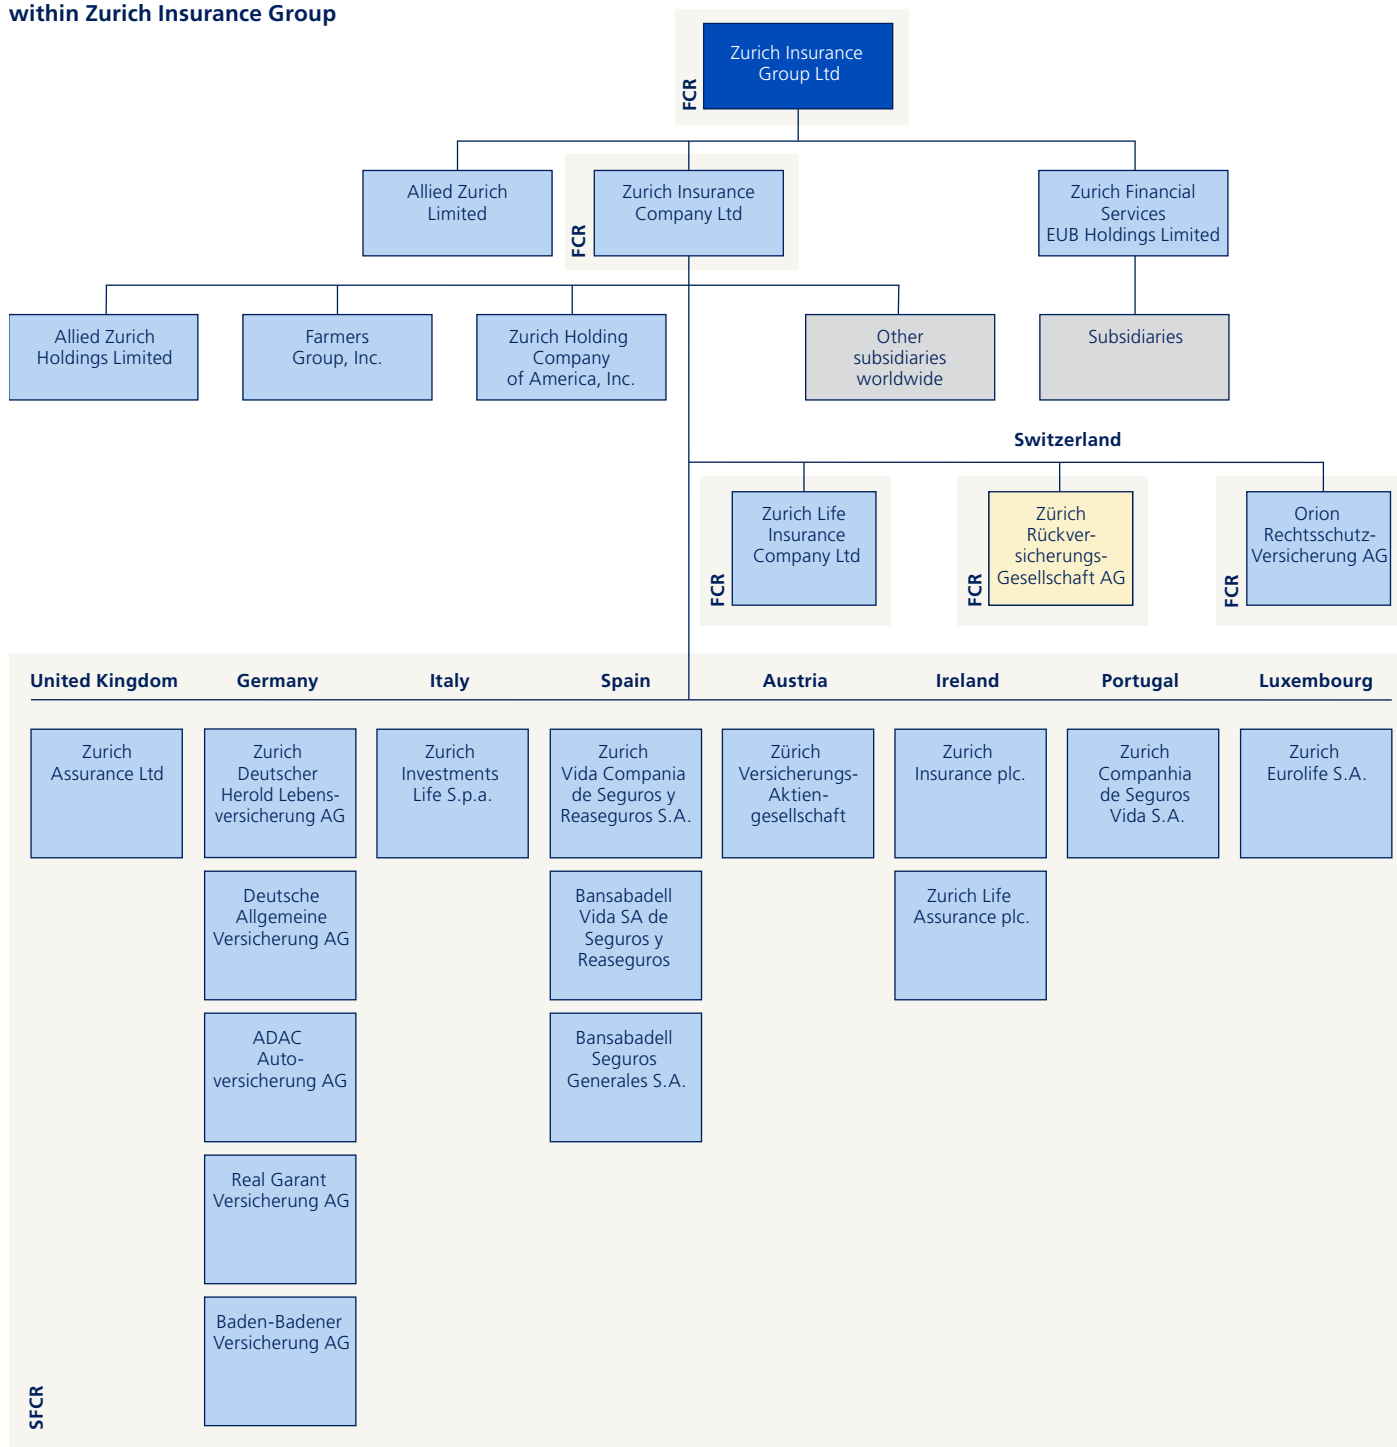 within Zurich Insurance Group
Zurich Insurance
Group Ltd
FCR
Allied Zurich
Limited
Zurich Insurance
Company Ltd
FCR
Zurich Financial
Services
EUB Holdings Limited
Allied Zurich
Holdings Limited
Farmers
Group, Inc.
Zurich Holding
Company
of America, Inc.
Other
subsidiaries
worldwide
Subsidiaries
Switzerland
Zurich Life
Insurance
Company Ltd
FCR
Zürich
Rückver-
sicherungs-
Gesellschaft AG
FCR
Orion
Rechtsschutz-
Versicherung AG
FCR
United Kingdom
Germany
Italy
Spain
Austria
Ireland
Portugal
Luxembourg
Zurich
Assurance Ltd
Zurich
Deutscher
Herold Lebens-
versicherung AG
Zurich
Investments
Life S.p.a.
Zurich
Vida Compania
de Seguros y
Reaseguros S.A.
Zürich
Versicherungs-
Aktien-
gesellschaft
Zurich
Insurance plc.
Zurich
Companhia
de Seguros
Vida S.A.
Zurich
Eurolife S.A.
Deutsche
Allgemeine
Versicherung AG
Bansabadell
Vida SA de
Seguros y
Reaseguros
Zurich Life
Assurance plc.
ADAC
Auto-
versicherung AG
Bansabadell
Seguros
Generales S.A.
Real Garant
Versicherung AG
Baden-Badener
Versicherung AG
SFCR